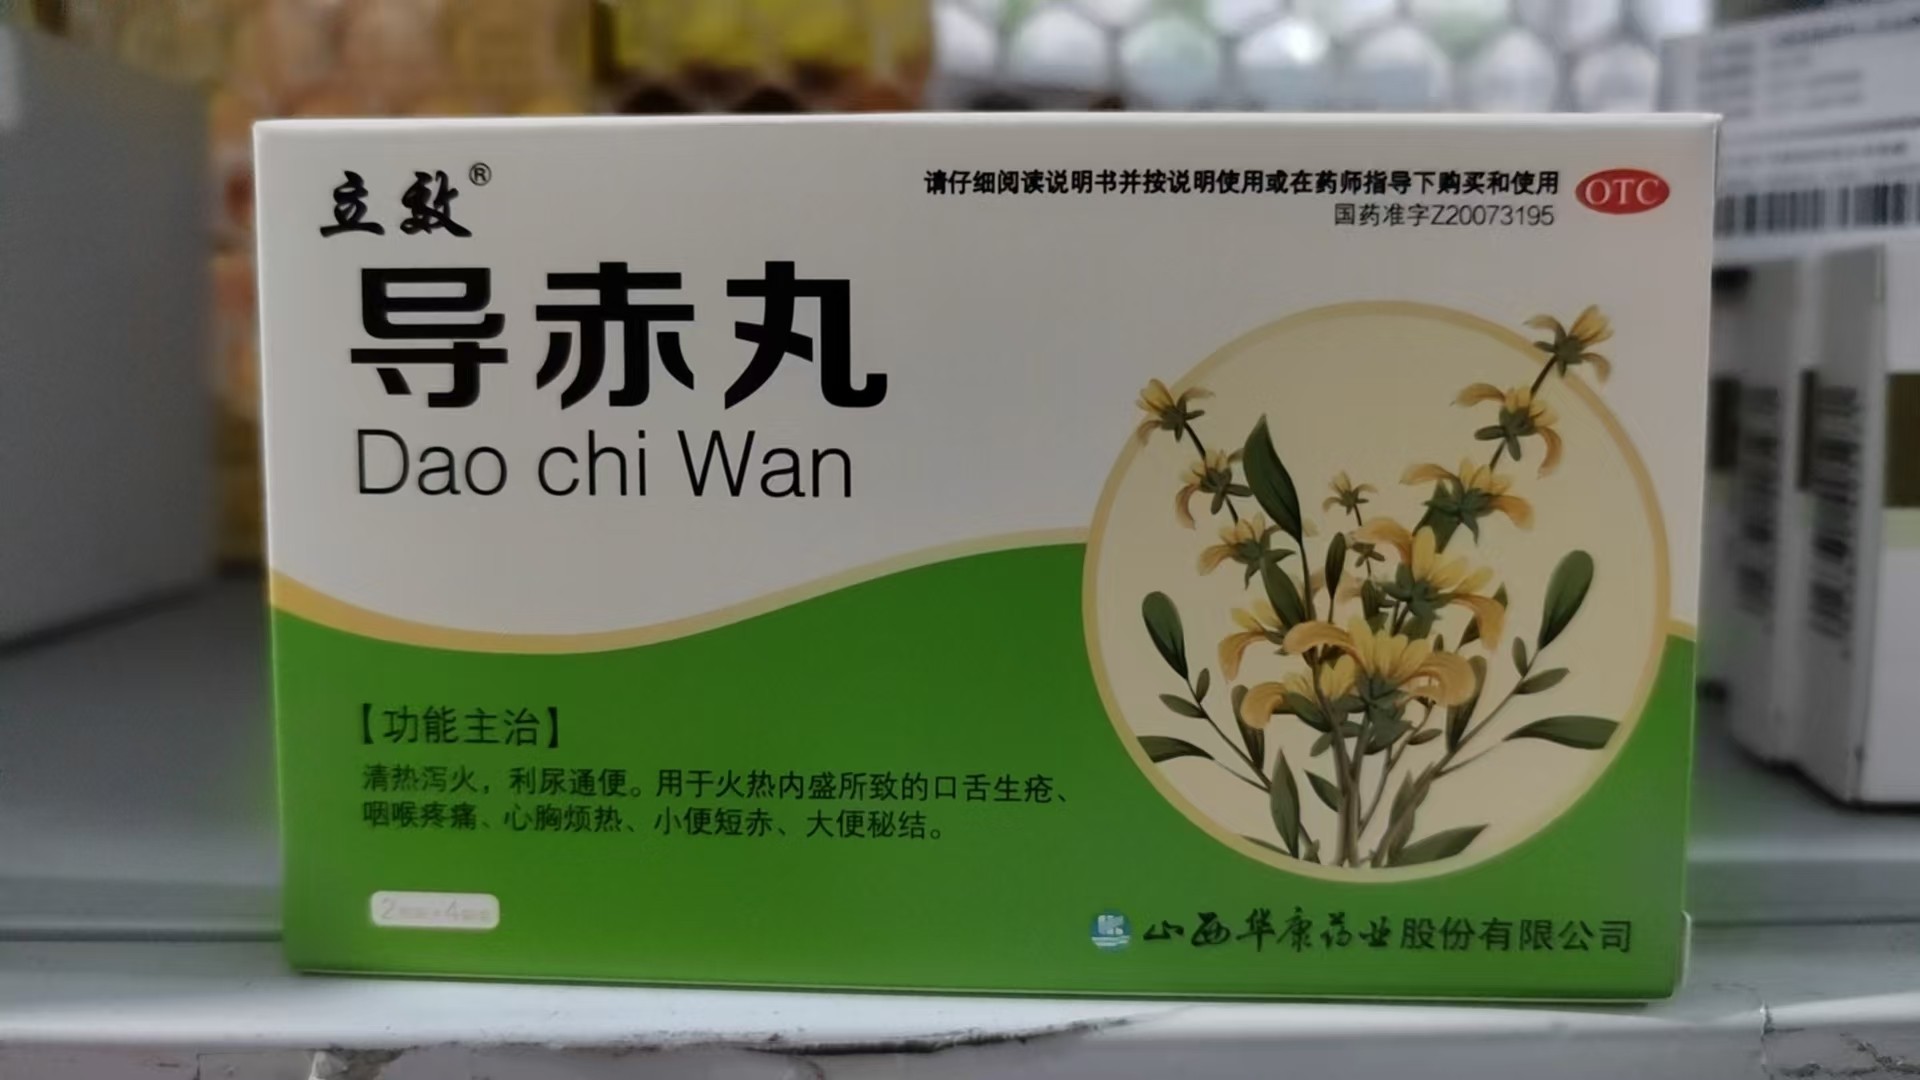 立效®
请仔细阅读说明书并按说明使用或在药师指导下购买和使用
OTC
国药准字Z20073195
导赤丸
Dao chi Wan
【功能主治】
清热泻火，利尿通便。用于火热内盛所致的口舌生疮、
咽喉疼痛、心胸烦热、小便短赤、大便秘结。
山西华康药业股份有限公司